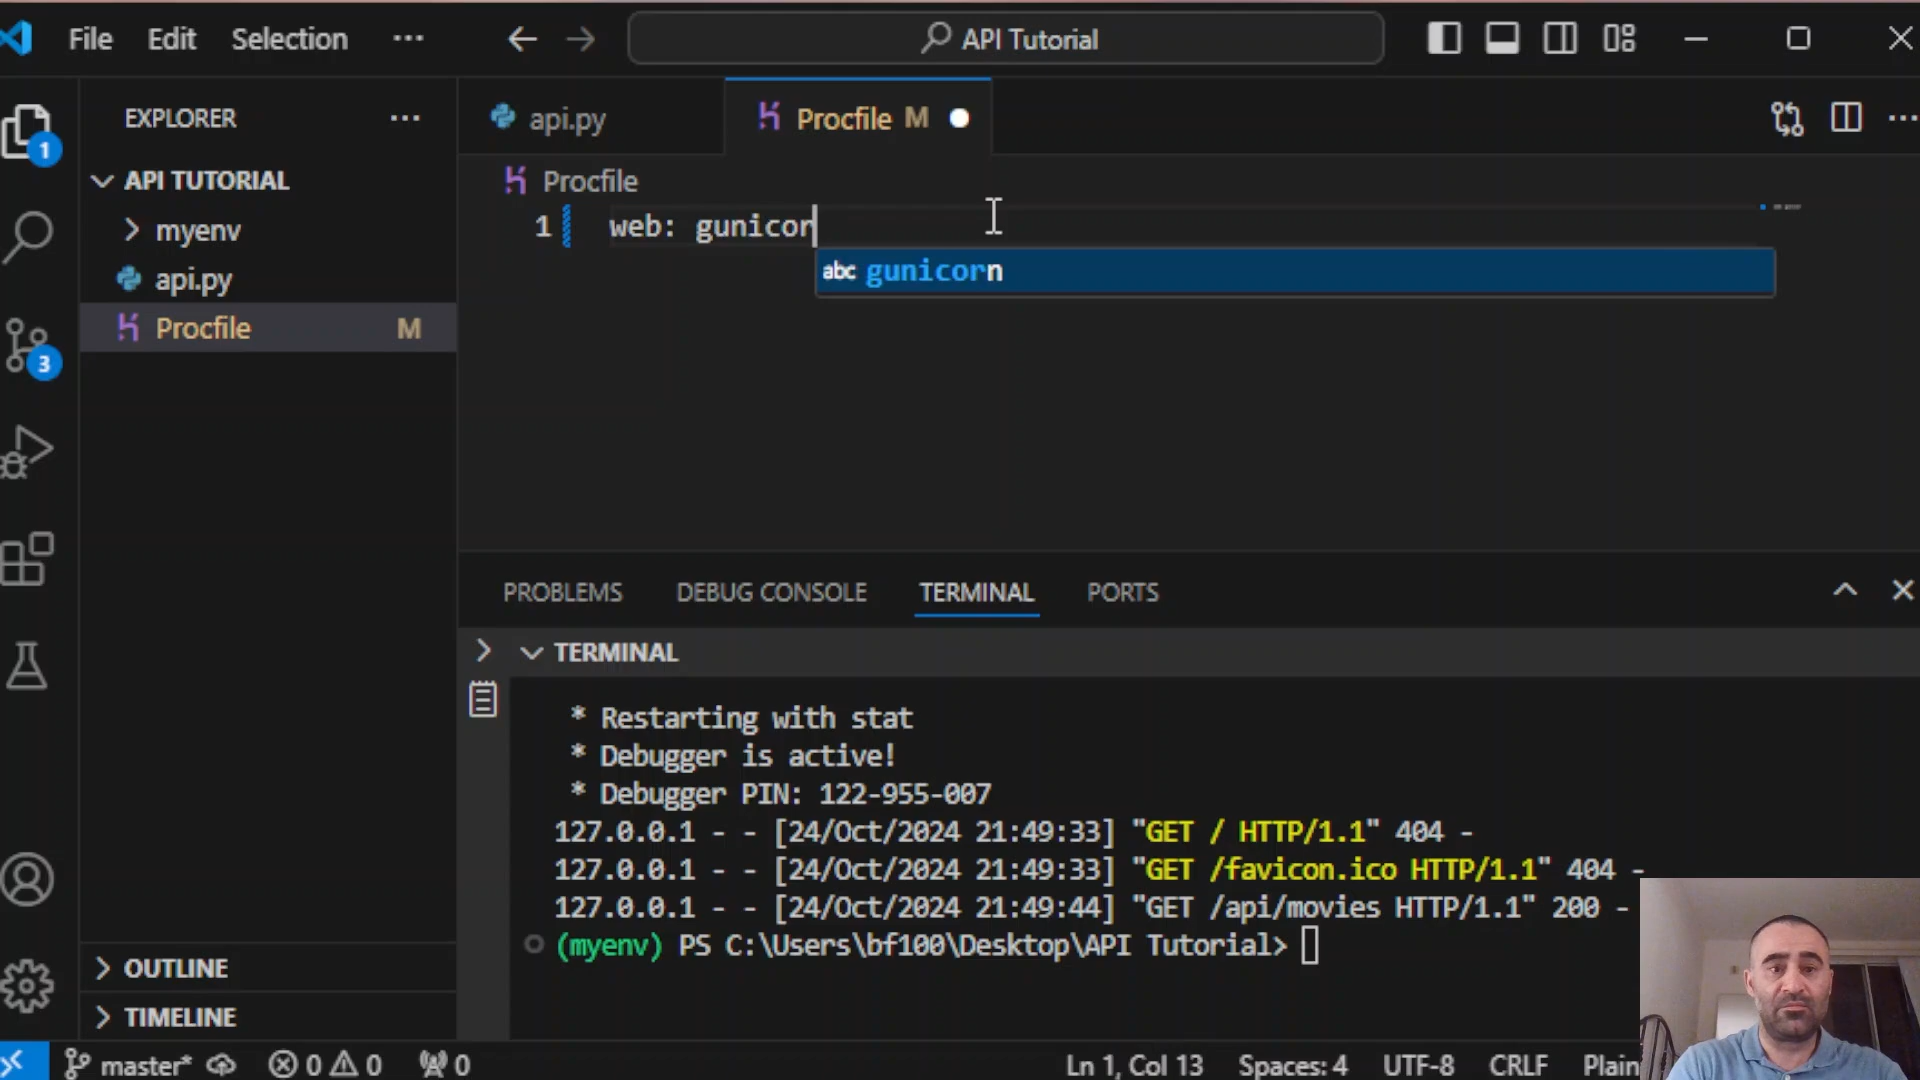 File Edit Selection ··· API Tutorial
EXPLORER ···
1
api.py
Procfile M
API TUTORIAL
myenv
api.py
Procfile M
Procfile
1 web: gunicor
abc gunicorn
3
PROBLEMS DEBUG CONSOLE TERMINAL PORTS
TERMINAL
* Restarting with stat
* Debugger is active!
* Debugger PIN: 122-955-007
127.0.0.1 - - [24/Oct/2024 21:49:33] "GET / HTTP/1.1" 404 -
127.0.0.1 - - [24/Oct/2024 21:49:33] "GET /favicon.ico HTTP/1.1" 404 -
127.0.0.1 - - [24/Oct/2024 21:49:44] "GET /api/movies HTTP/1.1" 200 -
(myenv) PS C:\Users\bf100\Desktop\API Tutorial>
OUTLINE
TIMELINE
master* 0 0 0 Ln 1, Col 13 Spaces: 4 UTF-8 CRLF Plain